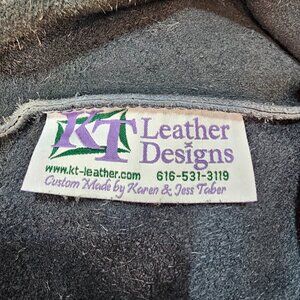 KT Leather
Designs
www.kt-leather.com 616-531-3119
Custom Made by Karen & Jess Taber